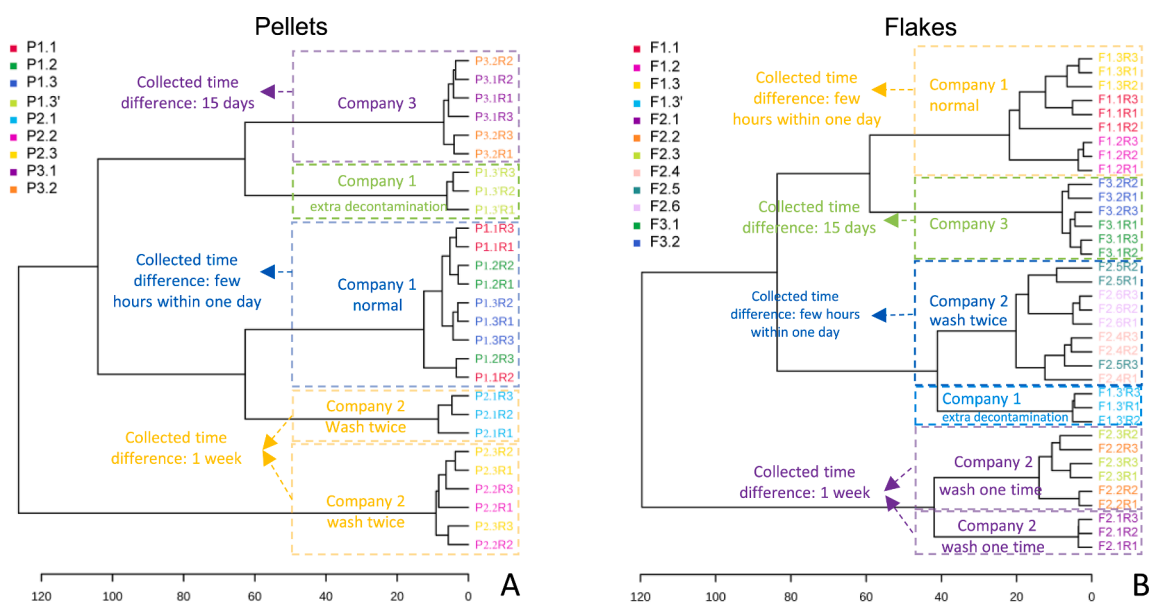 Pellets
P1.1
P1.2
P1.3
P1.3'
P2.1
P2.2
P2.3
P3.1
P3.2
Collected time
difference: 15 days
Collected time
difference: few
hours within one day
Collected time
difference: 1 week
Company 3
Company 1
extra decontamination
Company 1
normal
Company 2
Wash twice
Company 2
wash twice
P3.2R2
P3.1R2
P3.1R1
P3.1R3
P3.2R3
P3.2R1
P1.3'R3
P1.3'R2
P1.3'R1
P1.1R3
P1.1R1
P1.2R2
P1.2R1
P1.3R2
P1.3R1
P1.3R3
P1.2R3
P1.1R2
P2.1R3
P2.1R2
P2.1R1
P2.3R2
P2.3R1
P2.2R3
P2.2R1
P2.3R3
P2.2R2
120 100 80 60 40 20 0
A
Flakes
F1.1
F1.2
F1.3
F1.3'
F2.1
F2.2
F2.3
F2.4
F2.5
F2.6
F3.1
F3.2
Collected time
difference: few
hours within one day
Collected time
difference: 15 days
Collected time
difference: few hours
within one day
Collected time
difference: 1 week
Company 1
normal
Company 3
Company 2
wash twice
Company 1
extra decontamination
Company 2
wash one time
Company 2
wash one time
F1.3R3
F1.3R1
F1.3R2
F1.1R3
F1.1R1
F1.1R2
F1.2R3
F1.2R2
F1.2R1
F3.2R2
F3.2R1
F3.2R3
F3.1R1
F3.1R3
F3.1R2
F2.5R2
F2.5R1
F2.6R3
F2.6R2
F2.6R1
F2.4R3
F2.4R2
F2.5R3
F2.4R1
F1.3'R3
F1.3'R1
F1.3'R2
F2.3R2
F2.2R3
F2.3R3
F2.3R1
F2.2R2
F2.2R1
F2.1R3
F2.1R2
F2.1R1
120 100 80 60 40 20 0
B